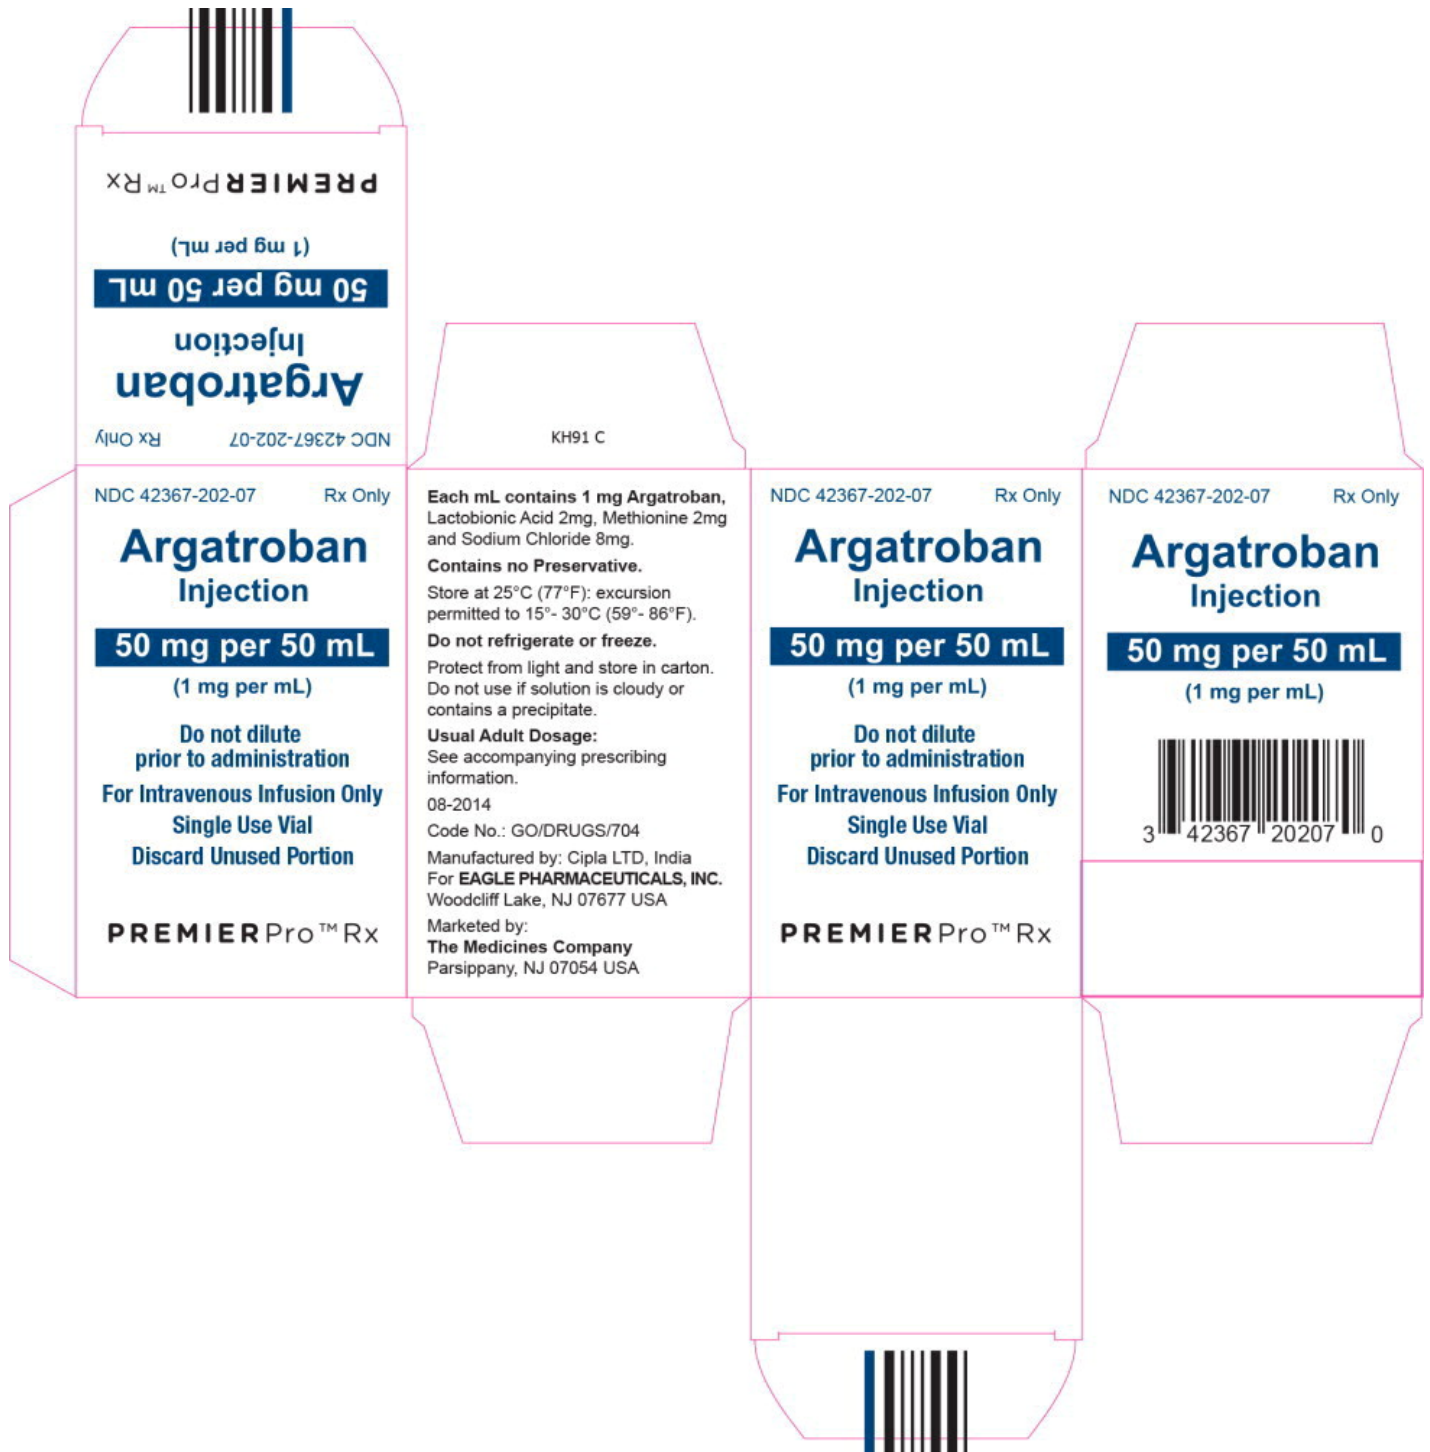 PREMIERPro™Rx
(1 mg per mL)
50 mg per 50 mL
Injection
Argatroban
NDC 42367-202-07 Rx Only
KH91 C
NDC 42367-202-07 Rx Only
Argatroban
Injection
50 mg per 50 mL
(1 mg per mL)
Do not dilute
prior to administration
For Intravenous Infusion Only
Single Use Vial
Discard Unused Portion
PREMIERPro™Rx
Each mL contains 1 mg Argatroban,
Lactobionic Acid 2mg, Methionine 2mg
and Sodium Chloride 8mg.
Contains no Preservative.
Store at 25°C (77°F): excursion
permitted to 15°- 30°C (59°- 86°F).
Do not refrigerate or freeze.
Protect from light and store in carton.
Do not use if solution is cloudy or
contains a precipitate.
Usual Adult Dosage:
See accompanying prescribing
information.
08-2014
Code No.: GO/DRUGS/704
Manufactured by: Cipla LTD, India
For EAGLE PHARMACEUTICALS, INC.
Woodcliff Lake, NJ 07677 USA
Marketed by:
The Medicines Company
Parsippany, NJ 07054 USA
NDC 42367-202-07 Rx Only
Argatroban
Injection
50 mg per 50 mL
(1 mg per mL)
Do not dilute
prior to administration
For Intravenous Infusion Only
Single Use Vial
Discard Unused Portion
PREMIERPro™Rx
NDC 42367-202-07 Rx Only
Argatroban
Injection
50 mg per 50 mL
(1 mg per mL)
3 42367 20207 0